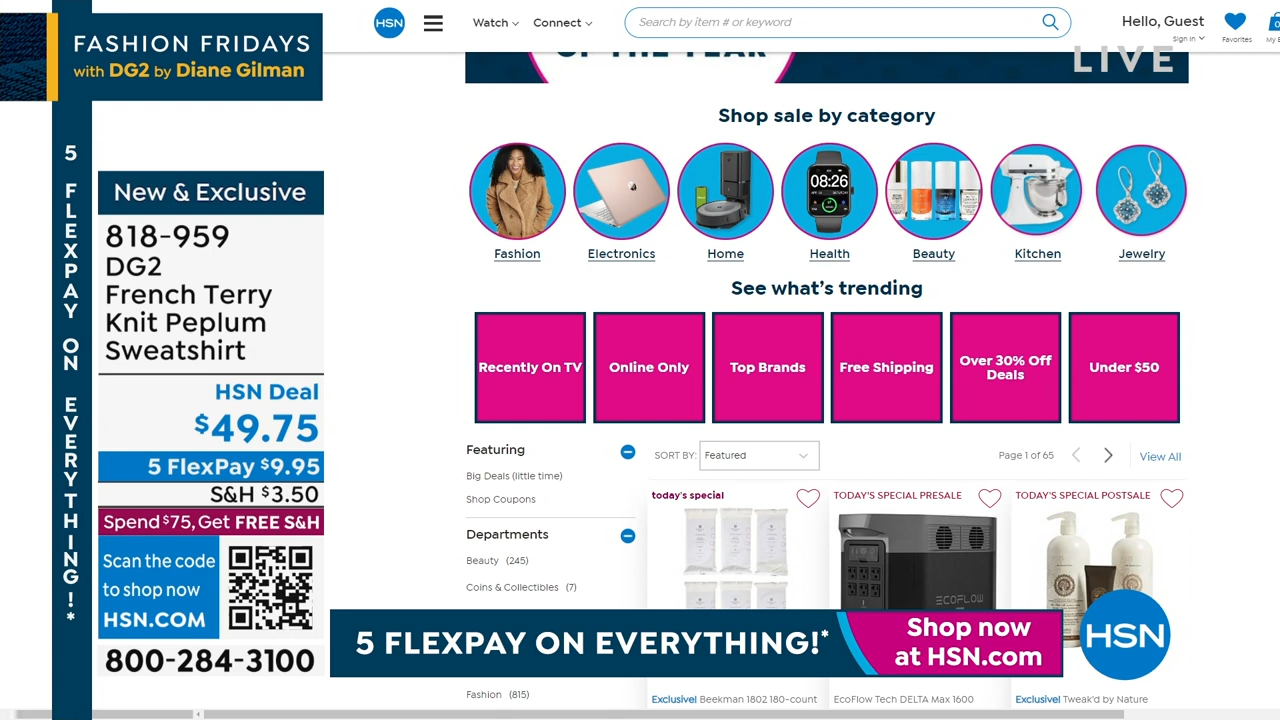 FASHION FRIDAYS
with DG2 by Diane Gilman
5 FLEXPAY ON EVERYTHING!*
New & Exclusive
818-959
DG2
French Terry
Knit Peplum
Sweatshirt
HSN Deal
$49.75
5 FlexPay $9.95
S&H $3.50
Spend $75, Get FREE S&H
Scan the code
to shop now
HSN.COM
800-284-3100
HSN
Watch
Connect
Search by item # or keyword
Hello, Guest
Sign In
Favorites
0
OF THE YEAR
LIVE
Shop sale by category
08:26
Fashion
Electronics
Home
Health
Beauty
Kitchen
Jewelry
See what's trending
Recently On TV
Online Only
Top Brands
Free Shipping
Over 30% Off
Deals
Under $50
Featuring
Big Deals (little time)
Shop Coupons
Departments
Beauty (245)
Coins & Collectibles (7)
Fashion (815)
SORT BY: Featured
Page 1 of 65
View All
today's special
TODAY'S SPECIAL PRESALE
TODAY'S SPECIAL POSTSALE
ECOFLOW
5 FLEXPAY ON EVERYTHING!*
Shop now
at HSN.com
HSN
Exclusive! Beekman 1802 180-count
EcoFlow Tech DELTA Max 1600
Exclusive! Tweak'd by Nature